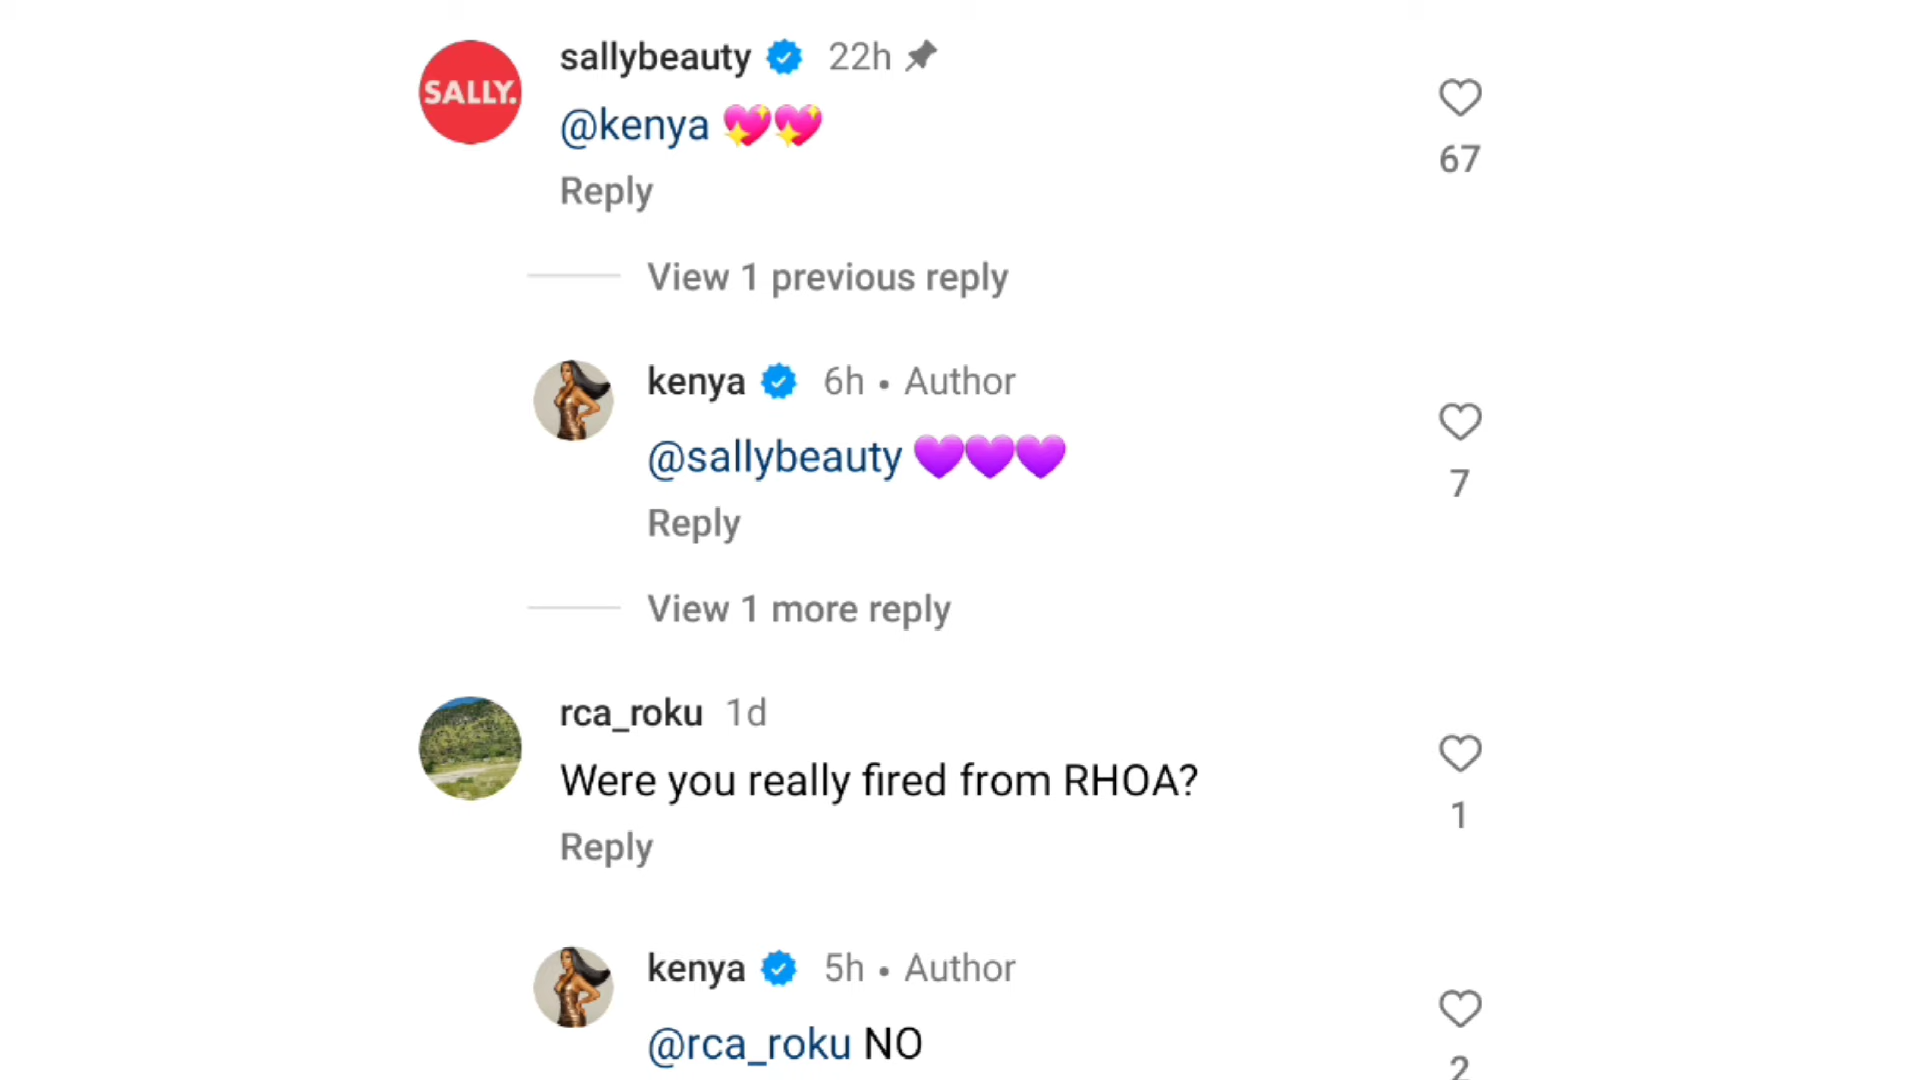 SALLY.
sallybeauty 22h
@kenya 💖💖
67
Reply
View 1 previous reply
kenya 6h • Author
@sallybeauty 💜💜💜
7
Reply
View 1 more reply
rca_roku 1d
Were you really fired from RHOA?
1
Reply
kenya 5h • Author
@rca_roku NO
2